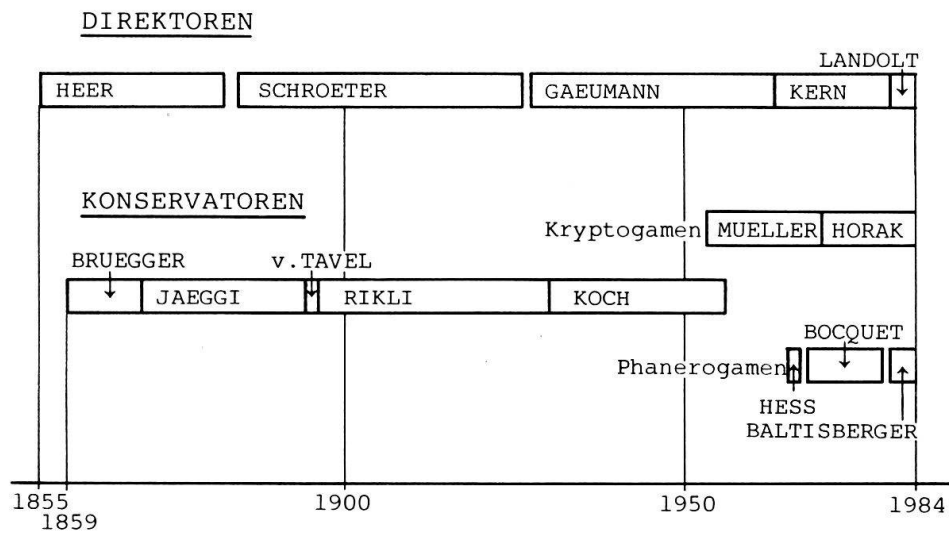 DIREKTOREN
LANDOLT
HEER SCHROETER GAEUMANN KERN
KONSERVATOREN
Kryptogamen MUELLER HORAK
BRUEGGER v.TAVEL
JAEGGI RIKLI KOCH
BOCQUET
Phanerogamen
HESS
BALTISBERGER
1855 1900 1950 1984
1859